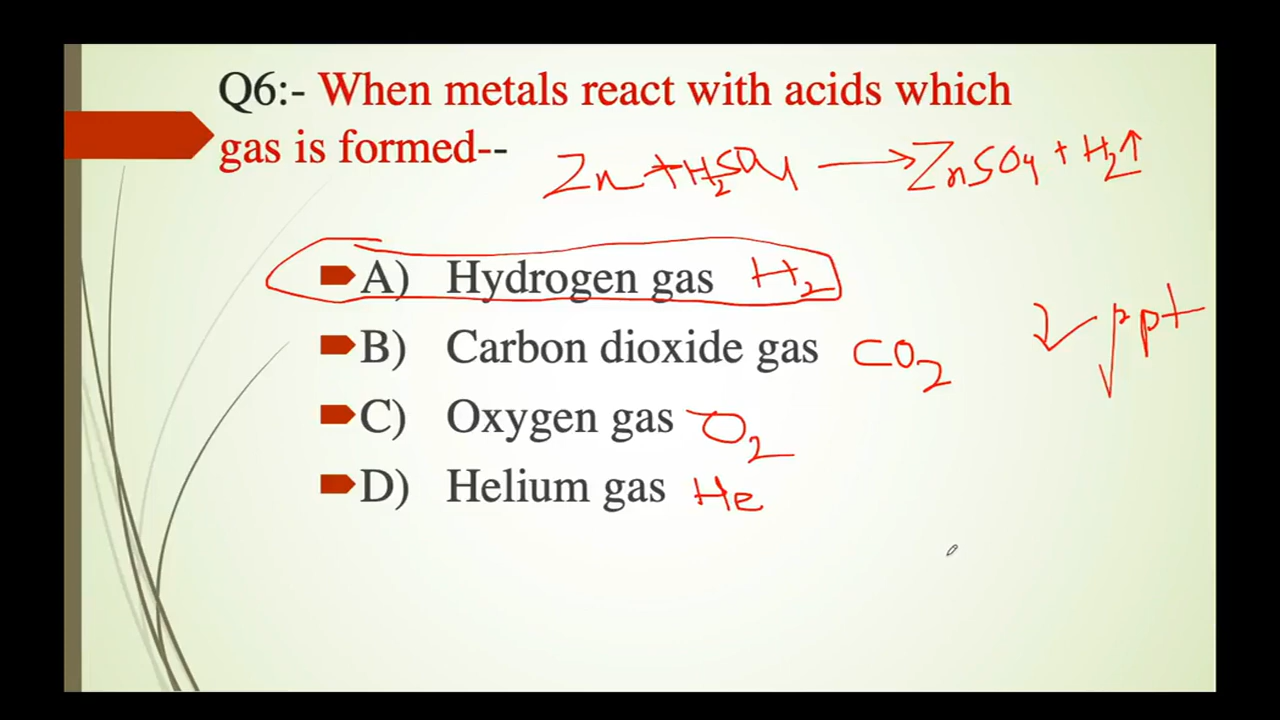 Q6:- When metals react with acids which
gas is formed--
Zn + H₂SO₄ → ZnSO₄ + H₂↑
A) Hydrogen gas H₂
B) Carbon dioxide gas CO₂
↓ ppt
C) Oxygen gas O₂
D) Helium gas He